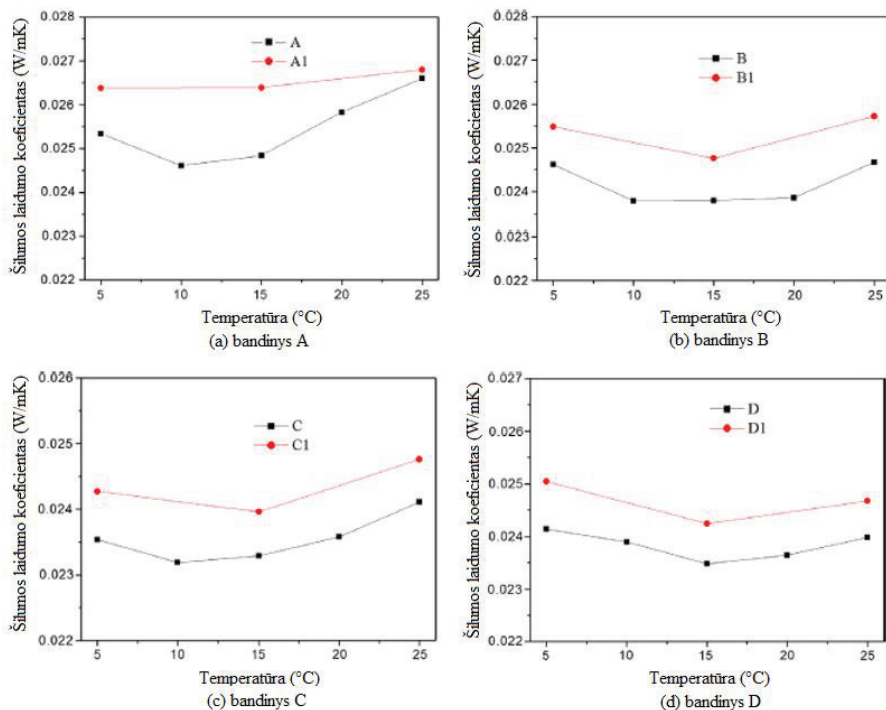 Šilumos laidumo koeficientas (W/mK)
0.028
0.027
0.026
0.025
0.024
0.023
0.022
A
A1
5 10 15 20 25
Temperatūra (°C)
(a) bandinys A
Šilumos laidumo koeficientas (W/mK)
0.028
0.027
0.026
0.025
0.024
0.023
0.022
B
B1
5 10 15 20 25
Temperatūra (°C)
(b) bandinys B
Šilumos laidumo koeficientas (W/mK)
0.026
0.025
0.024
0.023
0.022
C
C1
5 10 15 20 25
Temperatūra (°C)
(c) bandinys C
Šilumos laidumo koeficientas (W/mK)
0.027
0.026
0.025
0.024
0.023
0.022
D
D1
5 10 15 20 25
Temperatūra (°C)
(d) bandinys D